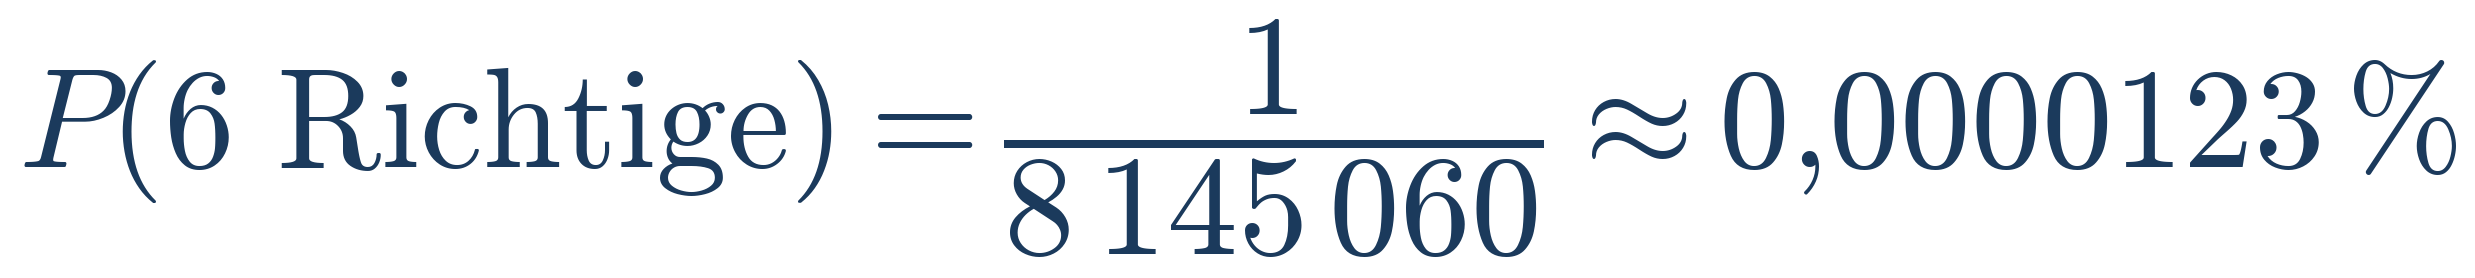 P(6 Richtige) = 1/8 145 060 ≈ 0,0000123 %